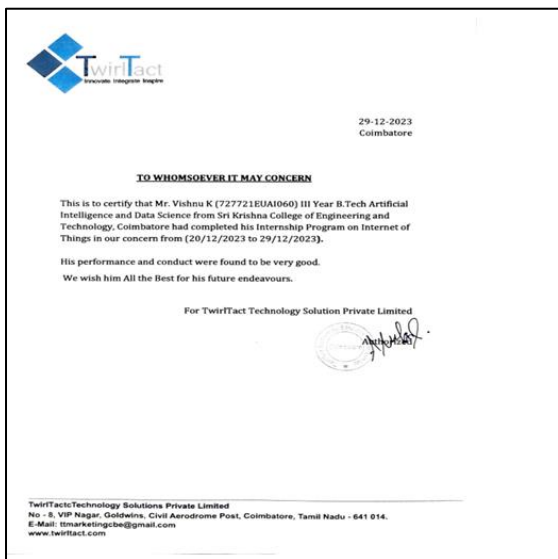 TwirlTact
Innovate Integrate Inspire
29-12-2023
Coimbatore
TO WHOMSOEVER IT MAY CONCERN
This is to certify that Mr. Vishnu K (727721EUAI060) III Year B.Tech Artificial
Intelligence and Data Science from Sri Krishna College of Engineering and
Technology, Coimbatore had completed his Internship Program on Internet of
Things in our concern from (20/12/2023 to 29/12/2023).
His performance and conduct were found to be very good.
We wish him All the Best for his future endeavours.
For TwirlTact Technology Solution Private Limited
Authorized
TwirlTactcTechnology Solutions Private Limited
No - 8, VIP Nagar, Goldwins, Civil Aerodrome Post, Coimbatore, Tamil Nadu - 641 014.
E-Mail: ttmarketingcbe@gmail.com
www.twirltact.com